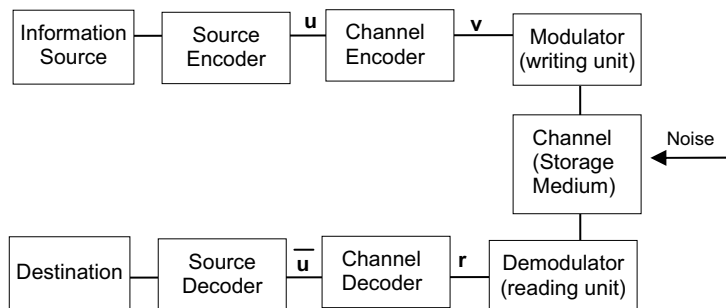 Information
Source
Source
Encoder
u
Channel
Encoder
v
Modulator
(writing unit)
Channel
(Storage
Medium)
Noise
Destination
Source
Decoder
u̅
Channel
Decoder
r
Demodulator
(reading unit)